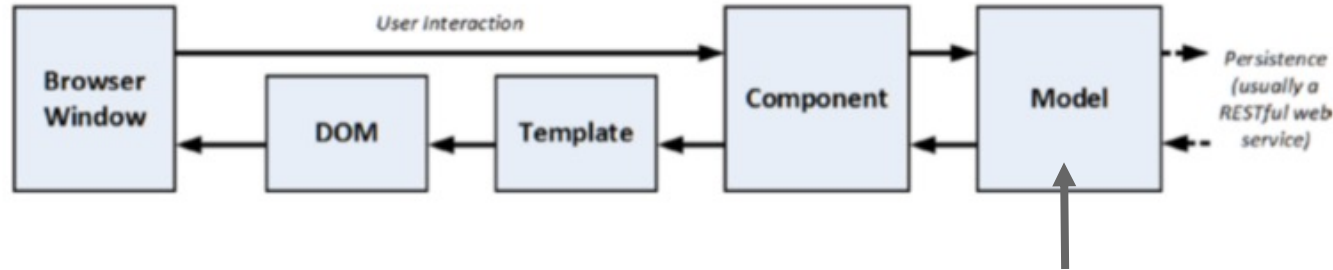 User Interaction
Browser
Window
DOM
Template
Component
Model
Persistence
(usually a
RESTful web
service)